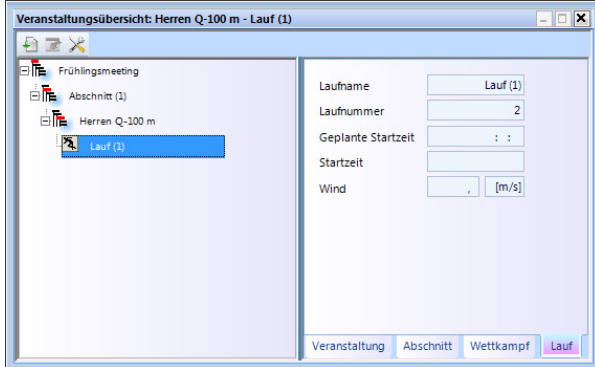 Veranstaltungsübersicht: Herren Q-100 m - Lauf (1)
Frühlingsmeeting
Abschnitt (1)
Herren Q-100 m
Lauf (1)
Laufname Lauf (1)
Laufnummer 2
Geplante Startzeit : :
Startzeit
Wind , [m/s]
Veranstaltung Abschnitt Wettkampf Lauf